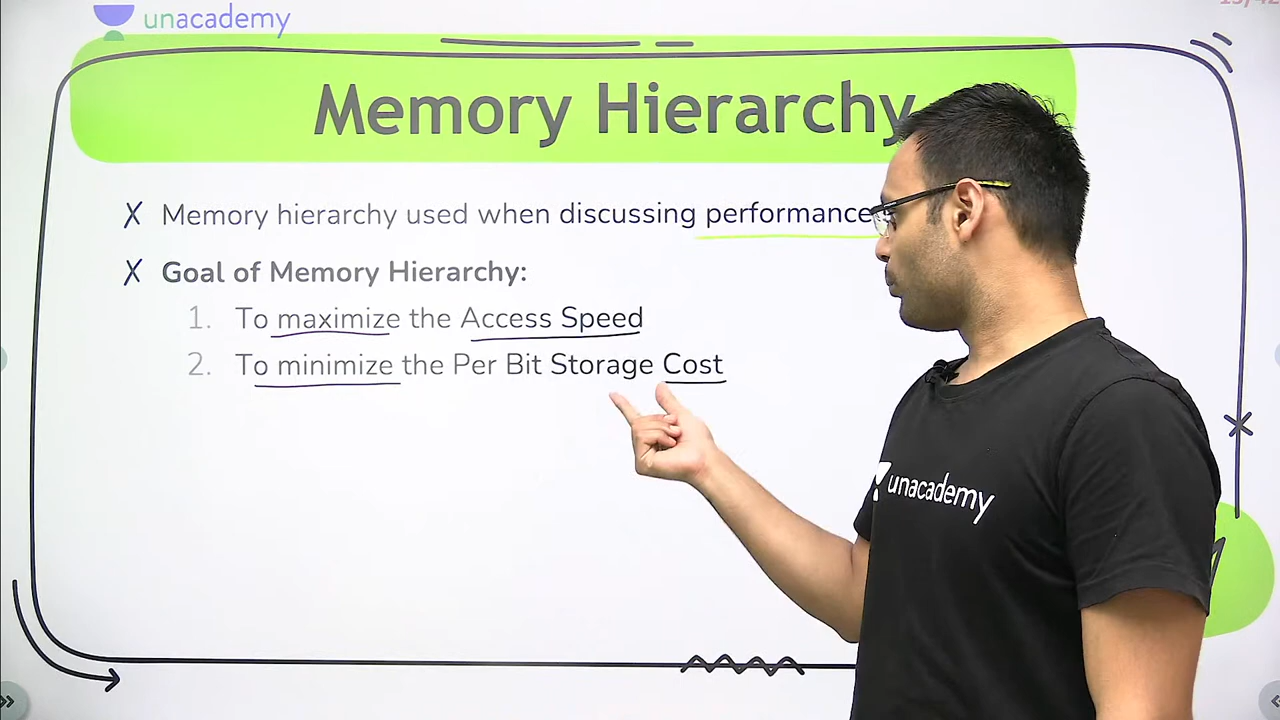 unacademy
Memory Hierarchy
Memory hierarchy used when discussing performance
Goal of Memory Hierarchy:
1. To maximize the Access Speed
2. To minimize the Per Bit Storage Cost
unacademy